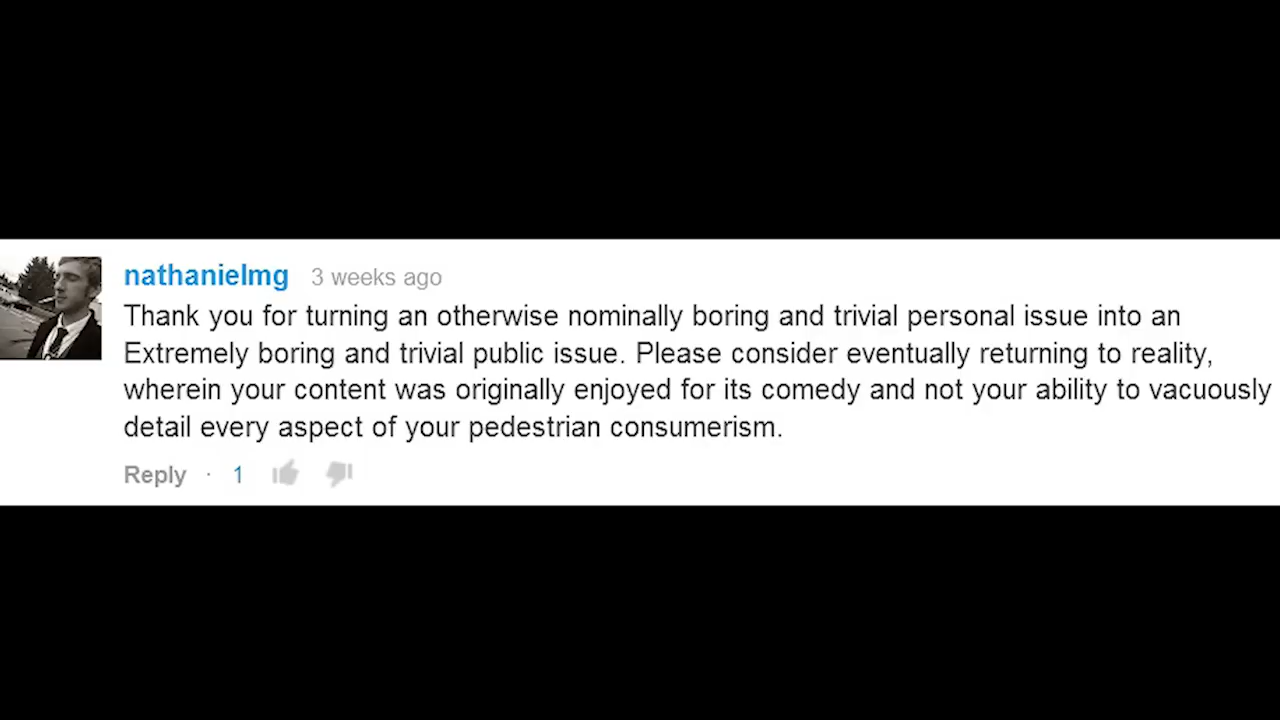 nathanielmg 3 weeks ago
Thank you for turning an otherwise nominally boring and trivial personal issue into an
Extremely boring and trivial public issue. Please consider eventually returning to reality,
wherein your content was originally enjoyed for its comedy and not your ability to vacuously
detail every aspect of your pedestrian consumerism.
Reply · 1